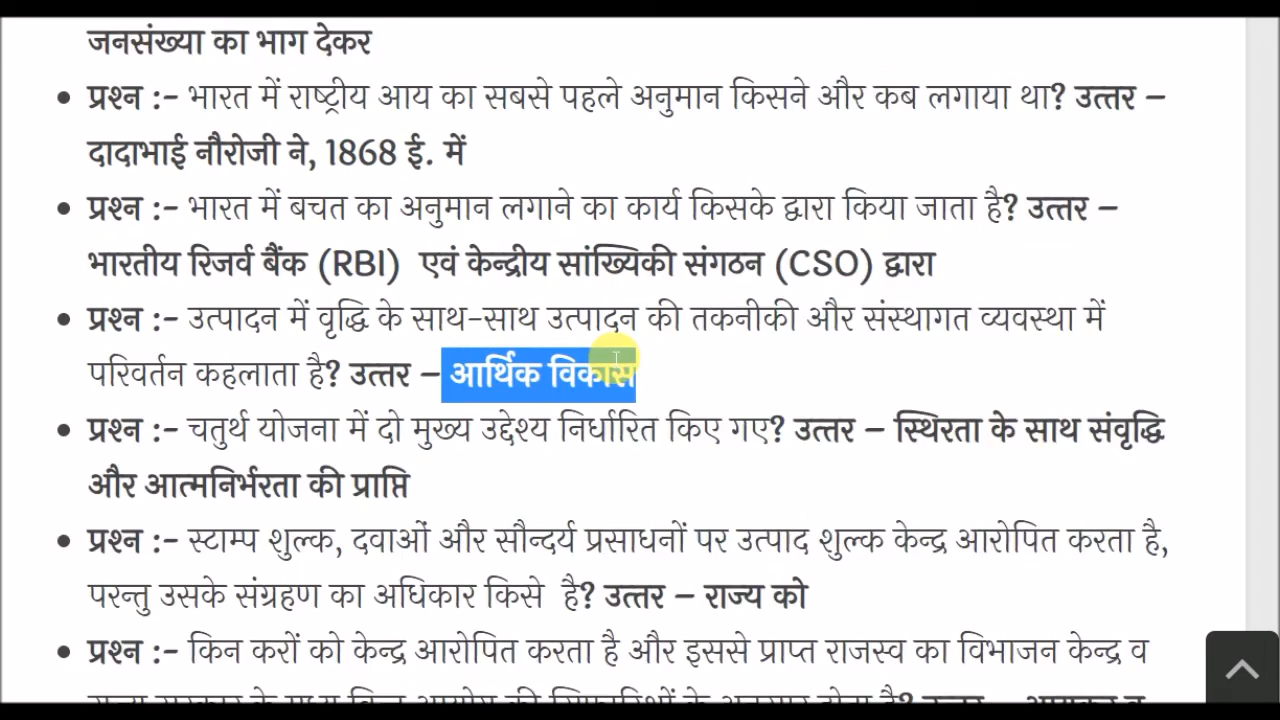 जनसंख्या का भाग देकर
• प्रश्न :- भारत में राष्ट्रीय आय का सबसे पहले अनुमान किसने और कब लगाया था? उत्तर –
दादाभाई नौरोजी ने, 1868 ई. में
• प्रश्न :- भारत में बचत का अनुमान लगाने का कार्य किसके द्वारा किया जाता है? उत्तर –
भारतीय रिजर्व बैंक (RBI) एवं केन्द्रीय सांख्यिकी संगठन (CSO) द्वारा
• प्रश्न :- उत्पादन में वृद्धि के साथ-साथ उत्पादन की तकनीकी और संस्थागत व्यवस्था में
परिवर्तन कहलाता है? उत्तर – आर्थिक विकास
• प्रश्न :- चतुर्थ योजना में दो मुख्य उद्देश्य निर्धारित किए गए? उत्तर – स्थिरता के साथ संवृद्धि
और आत्मनिर्भरता की प्राप्ति
• प्रश्न :- स्टाम्प शुल्क, दवाओं और सौन्दर्य प्रसाधनों पर उत्पाद शुल्क केन्द्र आरोपित करता है,
परन्तु उसके संग्रहण का अधिकार किसे है? उत्तर – राज्य को
• प्रश्न :- किन करों को केन्द्र आरोपित करता है और इससे प्राप्त राजस्व का विभाजन केन्द्र व